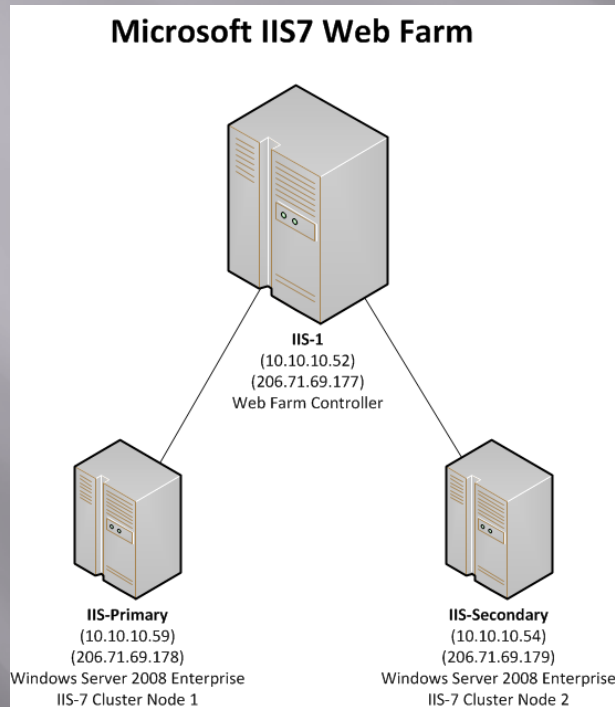 Microsoft IIS7 Web Farm
IIS-1
(10.10.10.52)
(206.71.69.177)
Web Farm Controller
IIS-Primary
(10.10.10.59)
(206.71.69.178)
Windows Server 2008 Enterprise
IIS-7 Cluster Node 1
IIS-Secondary
(10.10.10.54)
(206.71.69.179)
Windows Server 2008 Enterprise
IIS-7 Cluster Node 2